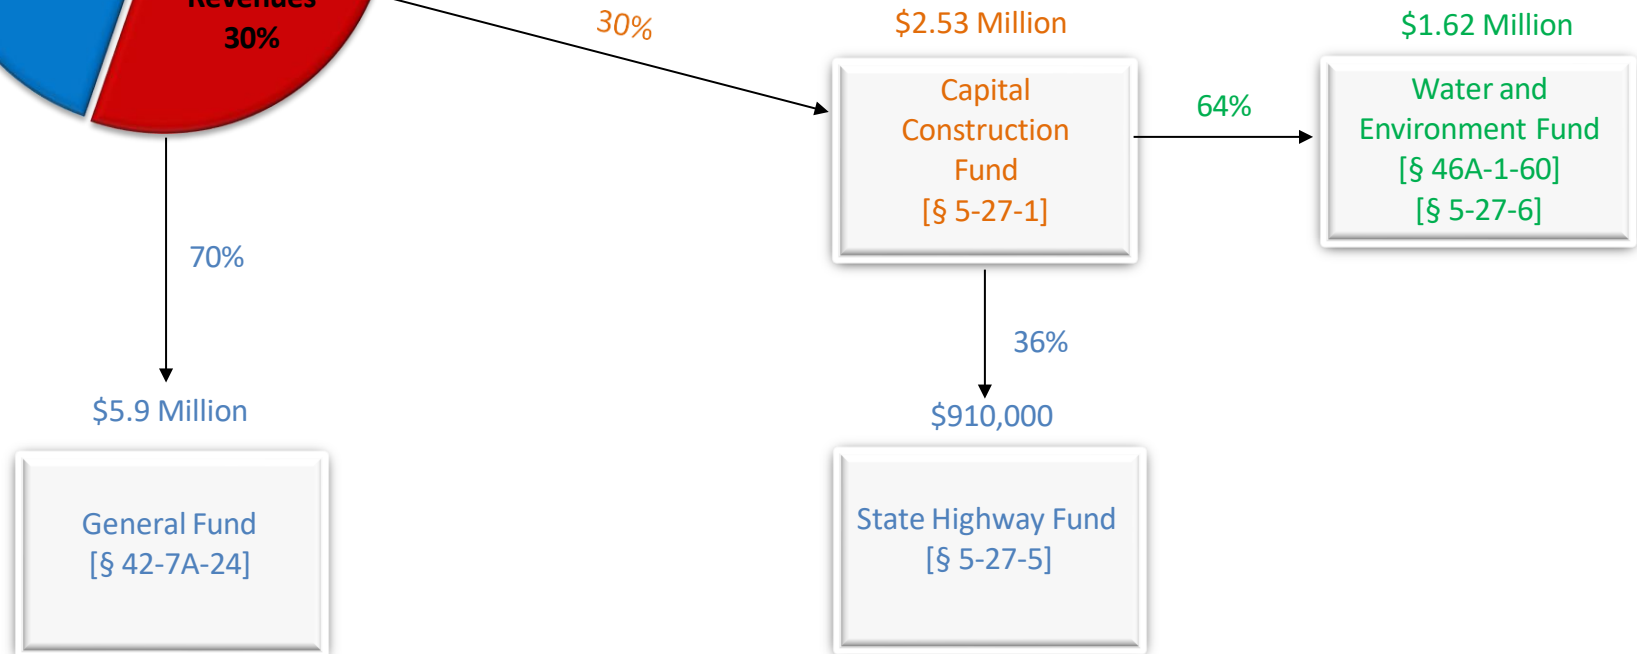 Revenues
30%
30%
$2.53 Million
$1.62 Million
Capital
Construction
Fund
[§ 5-27-1]
64%
Water and
Environment Fund
[§ 46A-1-60]
[§ 5-27-6]
70%
36%
$5.9 Million
$910,000
General Fund
[§ 42-7A-24]
State Highway Fund
[§ 5-27-5]